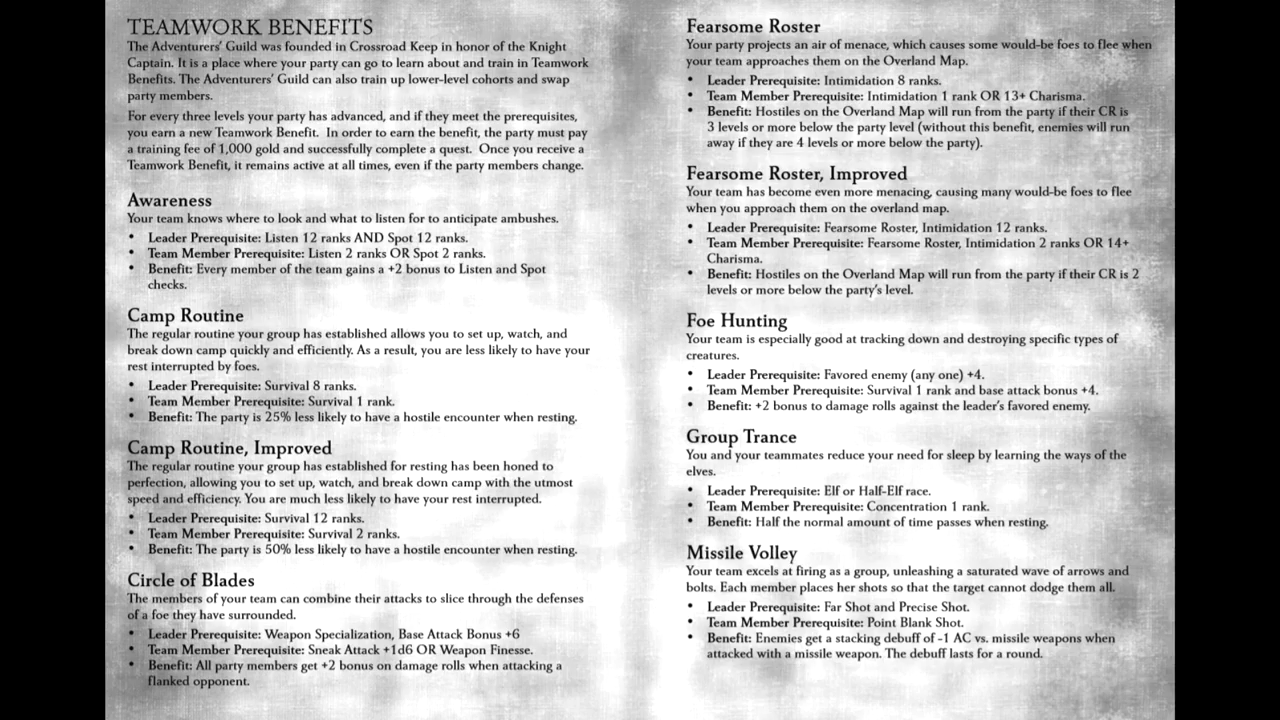 TEAMWORK BENEFITS
The Adventurers' Guild was founded in Crossroad Keep in honor of the Knight
Captain. It is a place where your party can go to learn about and train in Teamwork
Benefits. The Adventurers' Guild can also train up lower-level cohorts and swap
party members.
For every three levels your party has advanced, and if they meet the prerequisites,
you earn a new Teamwork Benefit. In order to earn the benefit, the party must pay
a training fee of 1,000 gold and successfully complete a quest. Once you receive a
Teamwork Benefit, it remains active at all times, even if the party members change.
Awareness
Your team knows where to look and what to listen for to anticipate ambushes.
• Leader Prerequisite: Listen 12 ranks AND Spot 12 ranks.
• Team Member Prerequisite: Listen 2 ranks OR Spot 2 ranks.
• Benefit: Every member of the team gains a +2 bonus to Listen and Spot
checks.
Camp Routine
The regular routine your group has established allows you to set up, watch, and
break down camp quickly and efficiently. As a result, you are less likely to have your
rest interrupted by foes.
• Leader Prerequisite: Survival 8 ranks.
• Team Member Prerequisite: Survival 1 rank.
• Benefit: The party is 25% less likely to have a hostile encounter when resting.
Camp Routine, Improved
The regular routine your group has established for resting has been honed to
perfection, allowing you to set up, watch, and break down camp with the utmost
speed and efficiency. You are much less likely to have your rest interrupted.
• Leader Prerequisite: Survival 12 ranks.
• Team Member Prerequisite: Survival 2 ranks.
• Benefit: The party is 50% less likely to have a hostile encounter when resting.
Circle of Blades
The members of your team can combine their attacks to slice through the defenses
of a foe they have surrounded.
• Leader Prerequisite: Weapon Specialization, Base Attack Bonus +6
• Team Member Prerequisite: Sneak Attack +1d6 OR Weapon Finesse.
• Benefit: All party members get +2 bonus on damage rolls when attacking a
flanked opponent.
Fearsome Roster
Your party projects an air of menace, which causes some would-be foes to flee when
your team approaches them on the Overland Map.
• Leader Prerequisite: Intimidation 8 ranks.
• Team Member Prerequisite: Intimidation 1 rank OR 13+ Charisma.
• Benefit: Hostiles on the Overland Map will run from the party if their CR is
3 levels or more below the party level (without this benefit, enemies will run
away if they are 4 levels or more below the party).
Fearsome Roster, Improved
Your team has become even more menacing, causing many would-be foes to flee
when you approach them on the overland map.
• Leader Prerequisite: Fearsome Roster, Intimidation 12 ranks.
• Team Member Prerequisite: Fearsome Roster, Intimidation 2 ranks OR 14+
Charisma.
• Benefit: Hostiles on the Overland Map will run from the party if their CR is 2
levels or more below the party's level.
Foe Hunting
Your team is especially good at tracking down and destroying specific types of
creatures.
• Leader Prerequisite: Favored enemy (any one) +4.
• Team Member Prerequisite: Survival 1 rank and base attack bonus +4.
• Benefit: +2 bonus to damage rolls against the leader's favored enemy.
Group Trance
You and your teammates reduce your need for sleep by learning the ways of the
elves.
• Leader Prerequisite: Elf or Half-Elf race.
• Team Member Prerequisite: Concentration 1 rank.
• Benefit: Half the normal amount of time passes when resting.
Missile Volley
Your team excels at firing as a group, unleashing a saturated wave of arrows and
bolts. Each member places her shots so that the target cannot dodge them all.
• Leader Prerequisite: Far Shot and Precise Shot.
• Team Member Prerequisite: Point Blank Shot.
• Benefit: Enemies get a stacking debuff of -1 AC vs. missile weapons when
attacked with a missile weapon. The debuff lasts for a round.